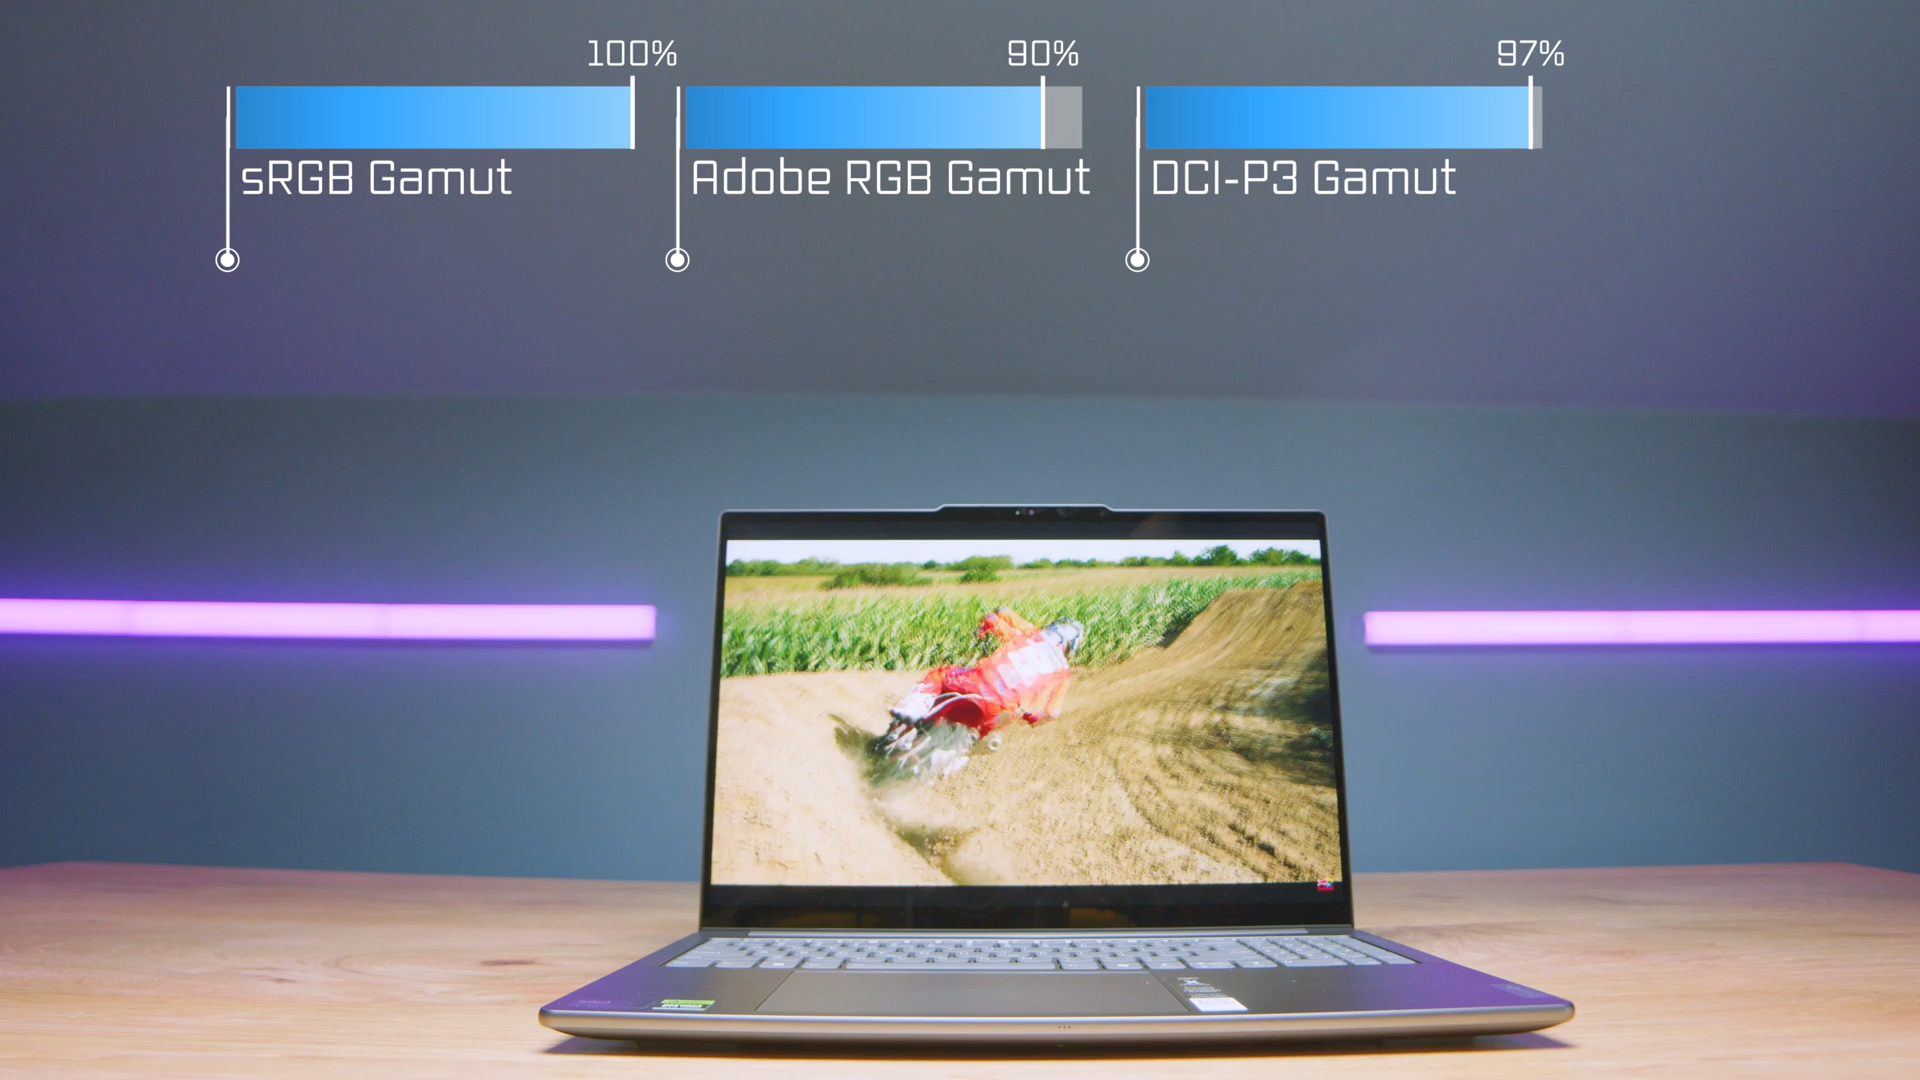 100%
sRGB Gamut
90%
Adobe RGB Gamut
97%
DCI-P3 Gamut